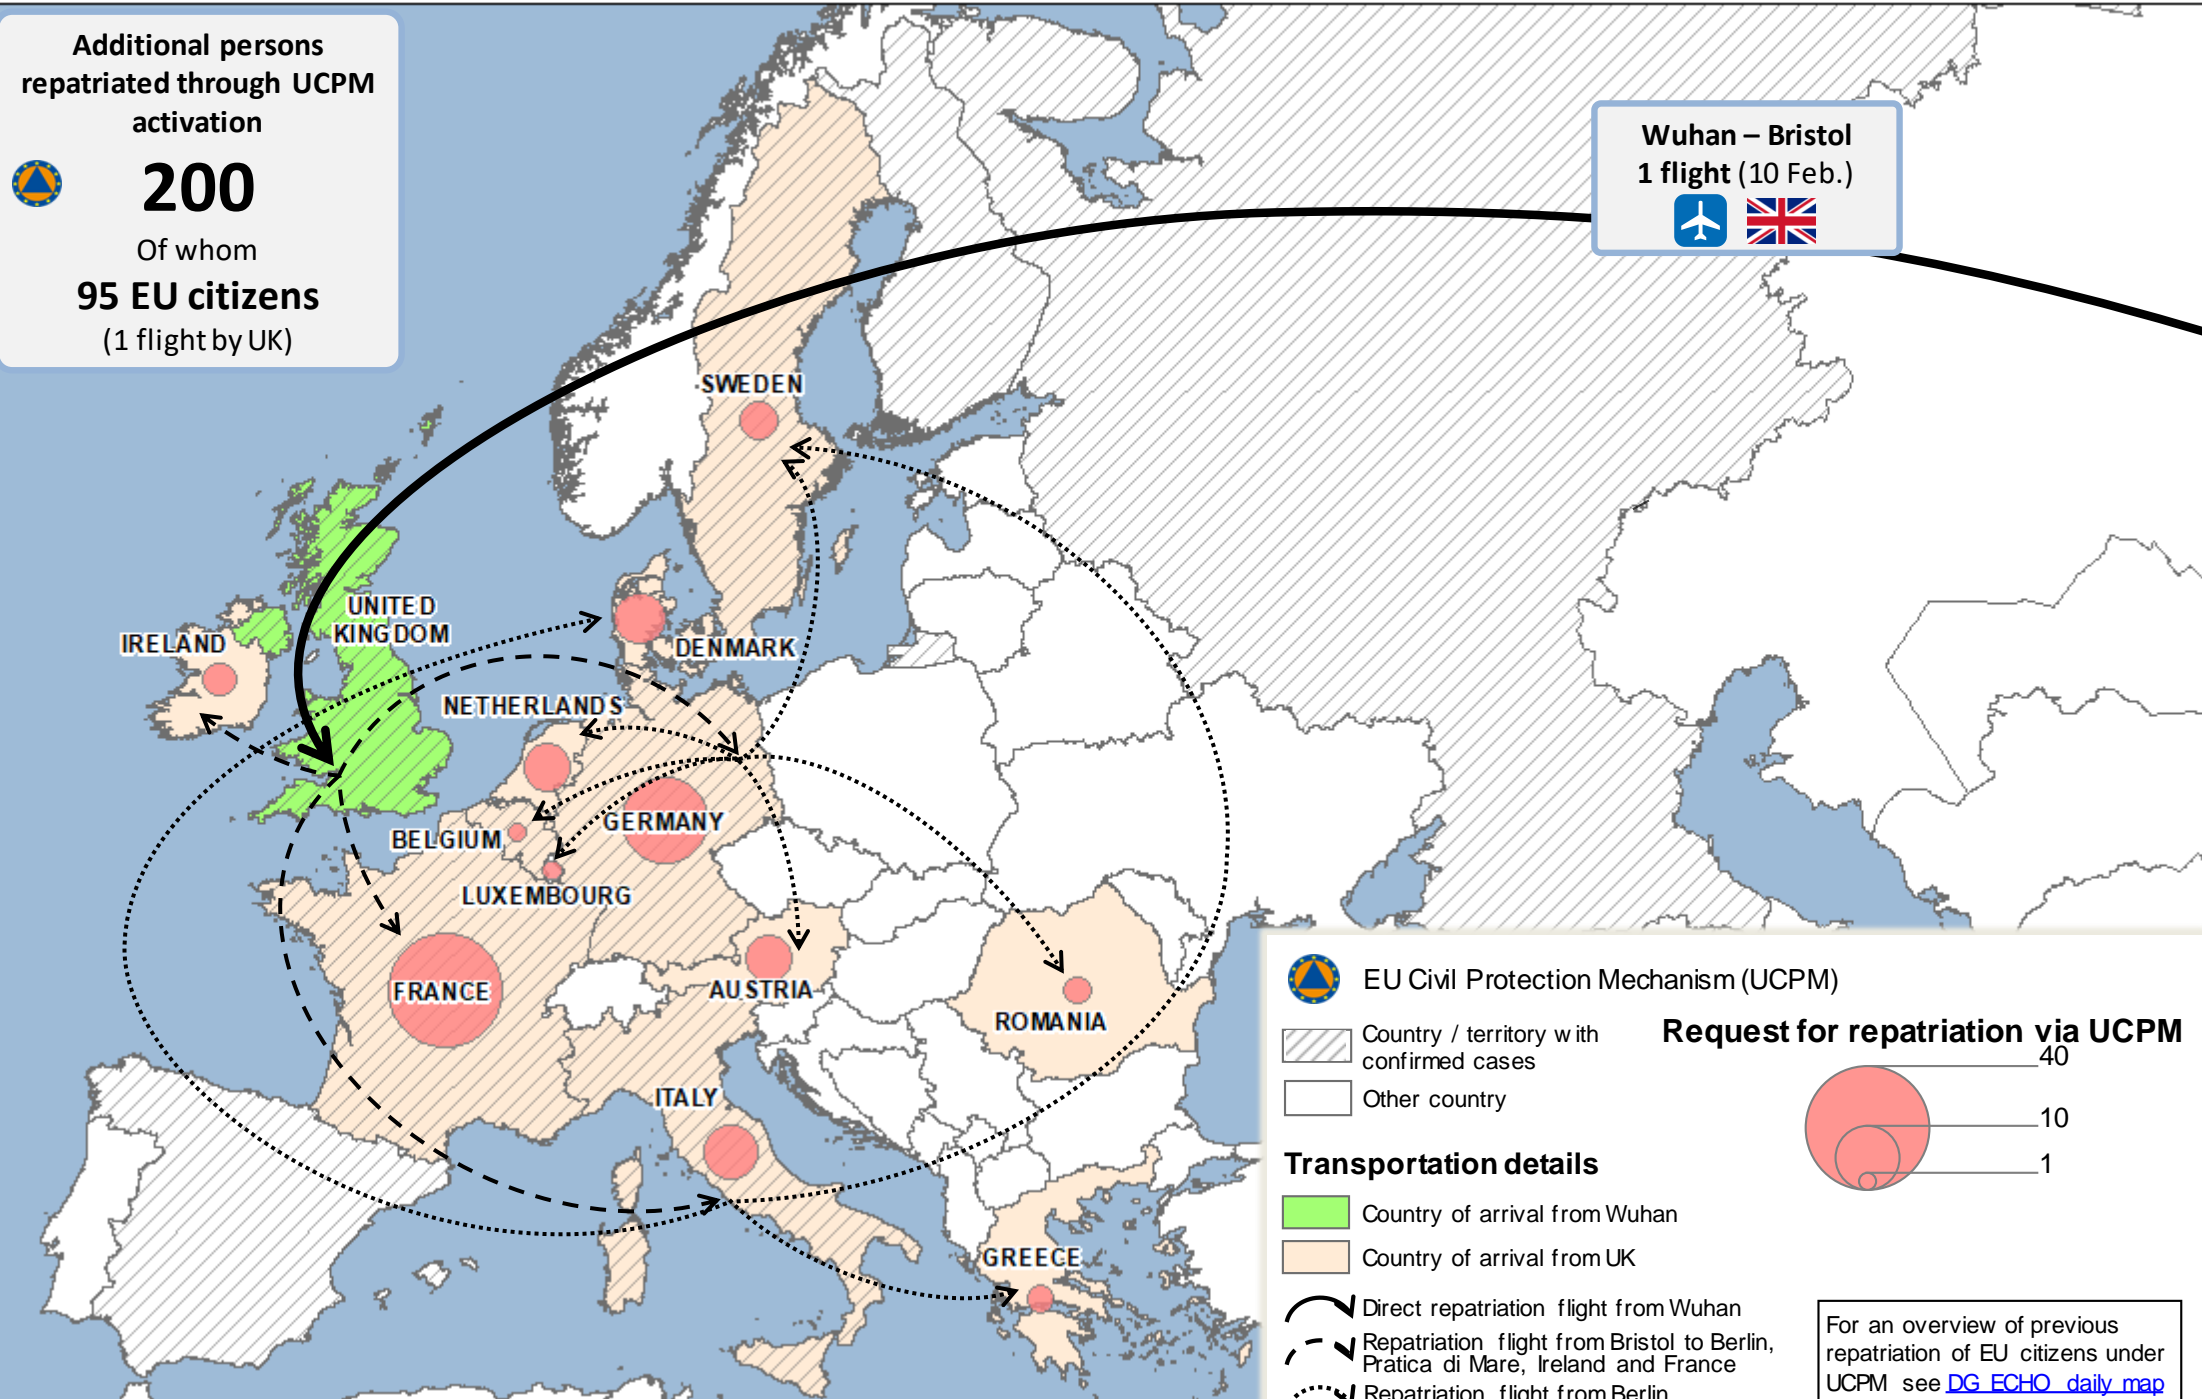 Additional persons
repatriated through UCPM
activation
200
Of whom
95 EU citizens
(1 flight by UK)
Wuhan – Bristol
1 flight (10 Feb.)
SWEDEN
UNITED
KINGDOM
IRELAND
DENMARK
NETHERLANDS
BELGIUM
GERMANY
LUXEMBOURG
FRANCE
AUSTRIA
ROMANIA
ITALY
GREECE
EU Civil Protection Mechanism (UCPM)
Country / territory with
confirmed cases
Other country
Request for repatriation via UCPM
40
10
1
Transportation details
Country of arrival from Wuhan
Country of arrival from UK
Direct repatriation flight from Wuhan
Repatriation flight from Bristol to Berlin,
Pratica di Mare, Ireland and France
Repatriation flight from Berlin
For an overview of previous
repatriation of EU citizens under
UCPM see DG ECHO daily map